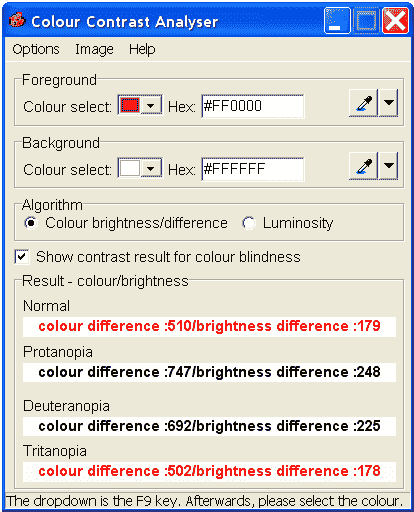 Colour Contrast Analyser
Options Image Help
Foreground
Colour select: Hex: #FF0000
Background
Colour select: Hex: #FFFFFF
Algorithm
Colour brightness/difference Luminosity
Show contrast result for colour blindness
Result - colour/brightness
Normal
colour difference :510/brightness difference :179
Protanopia
colour difference :747/brightness difference :248
Deuteranopia
colour difference :692/brightness difference :225
Tritanopia
colour difference :502/brightness difference :178
The dropdown is the F9 key. Afterwards, please select the colour.